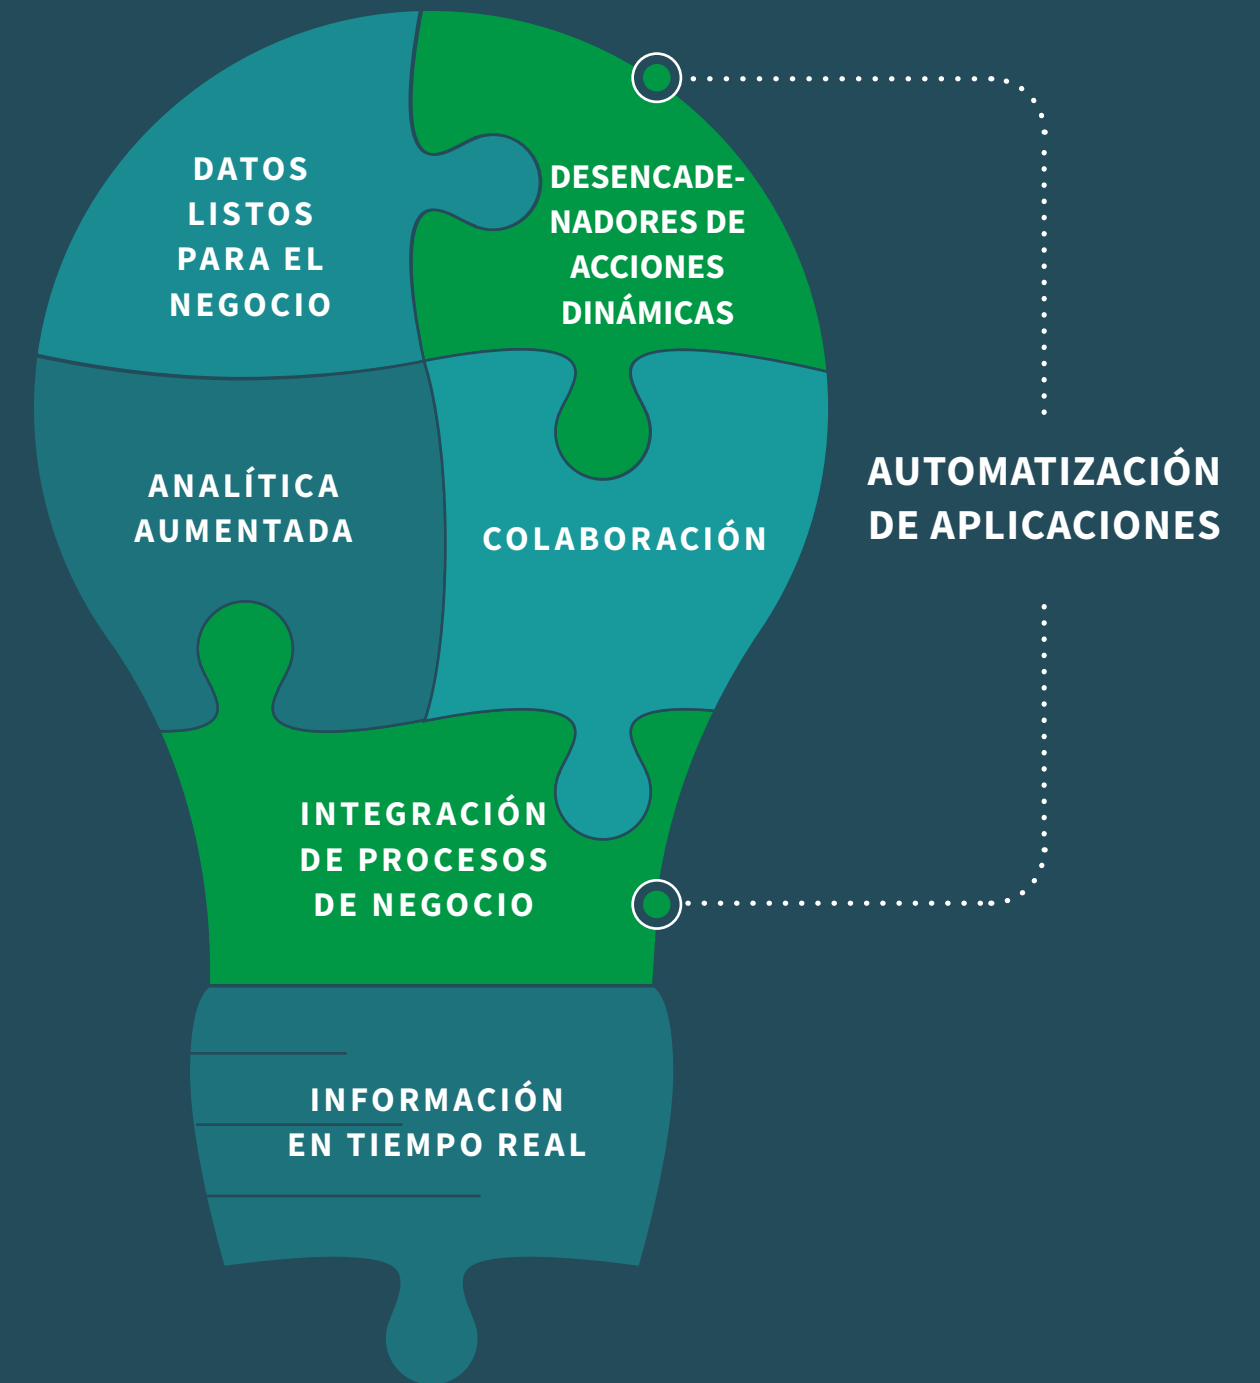 DATOS
LISTOS
PARA EL
NEGOCIO
DESENCADE-
NADORES DE
ACCIONES
DINÁMICAS
ANALÍTICA
AUMENTADA
COLABORACIÓN
AUTOMATIZACIÓN
DE APLICACIONES
INTEGRACIÓN
DE PROCESOS
DE NEGOCIO
INFORMACIÓN
EN TIEMPO REAL